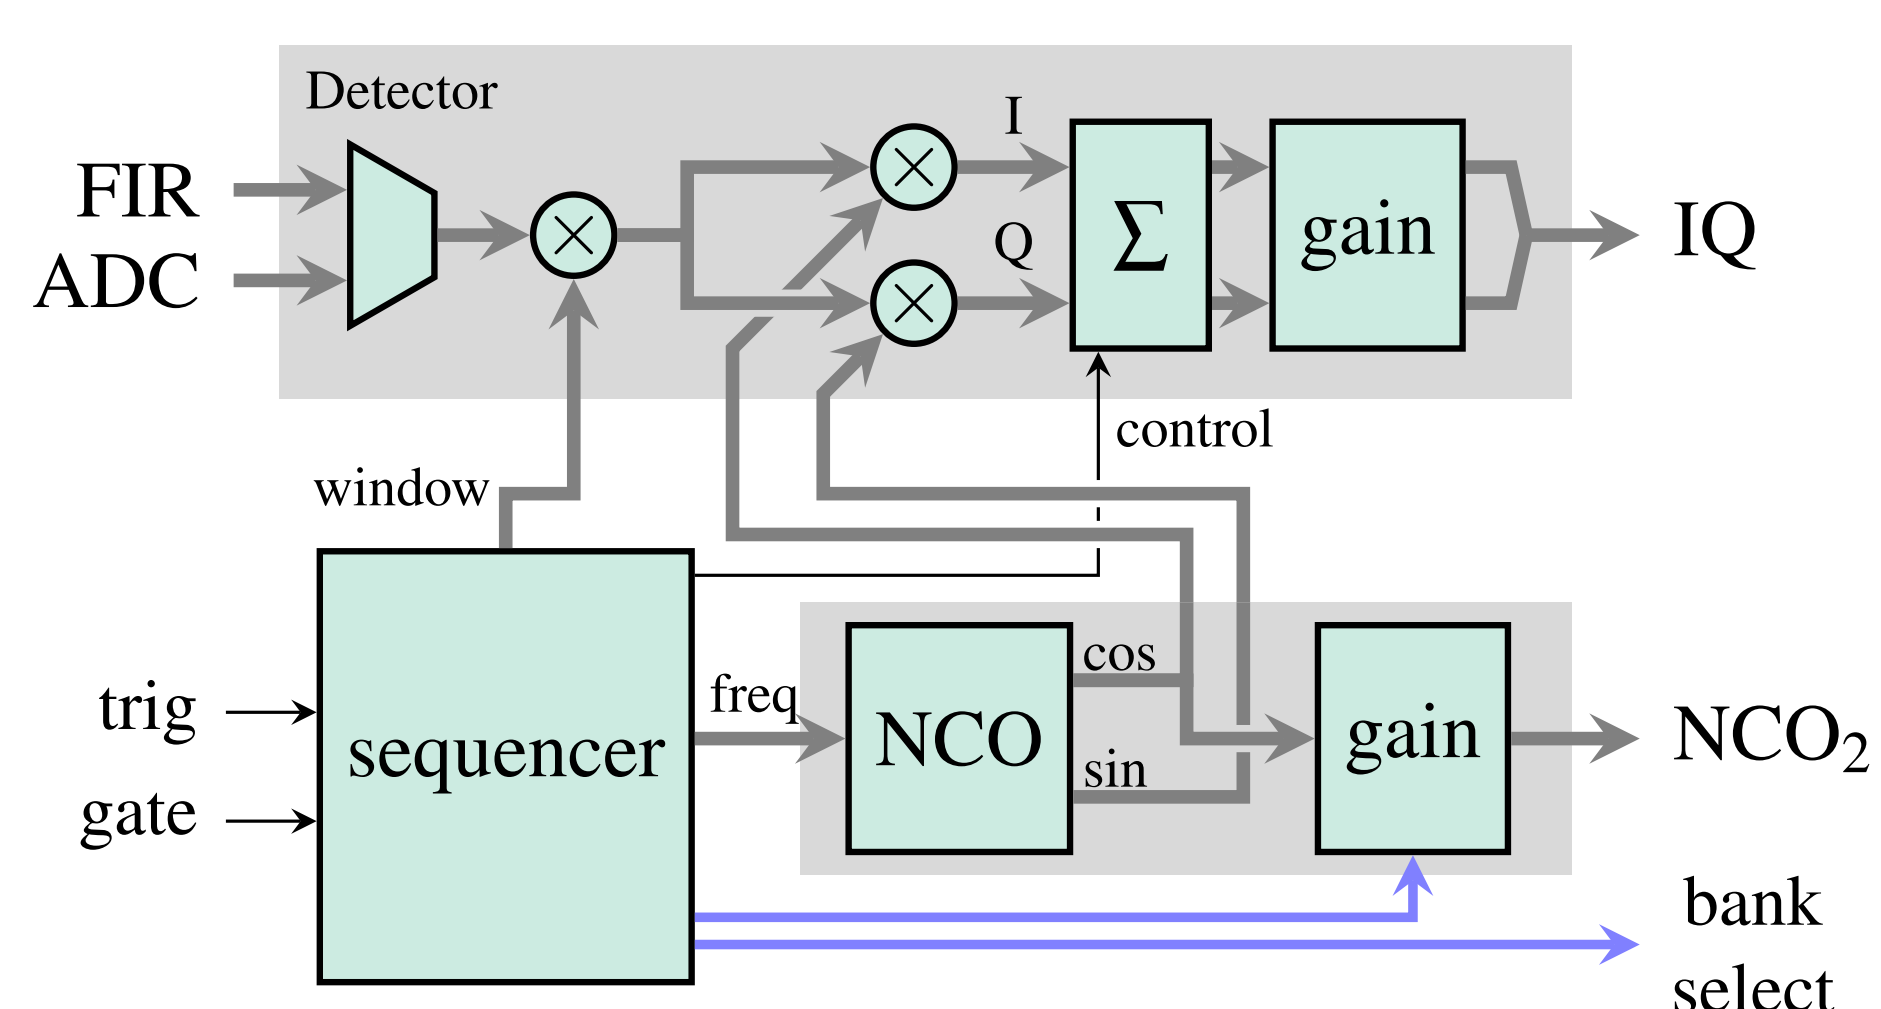 Detector
I
FIR
Q
Σ
gain
IQ
ADC
control
window
cos
freq
trig
sequencer
NCO
gain
NCO₂
sin
gate
bank
select